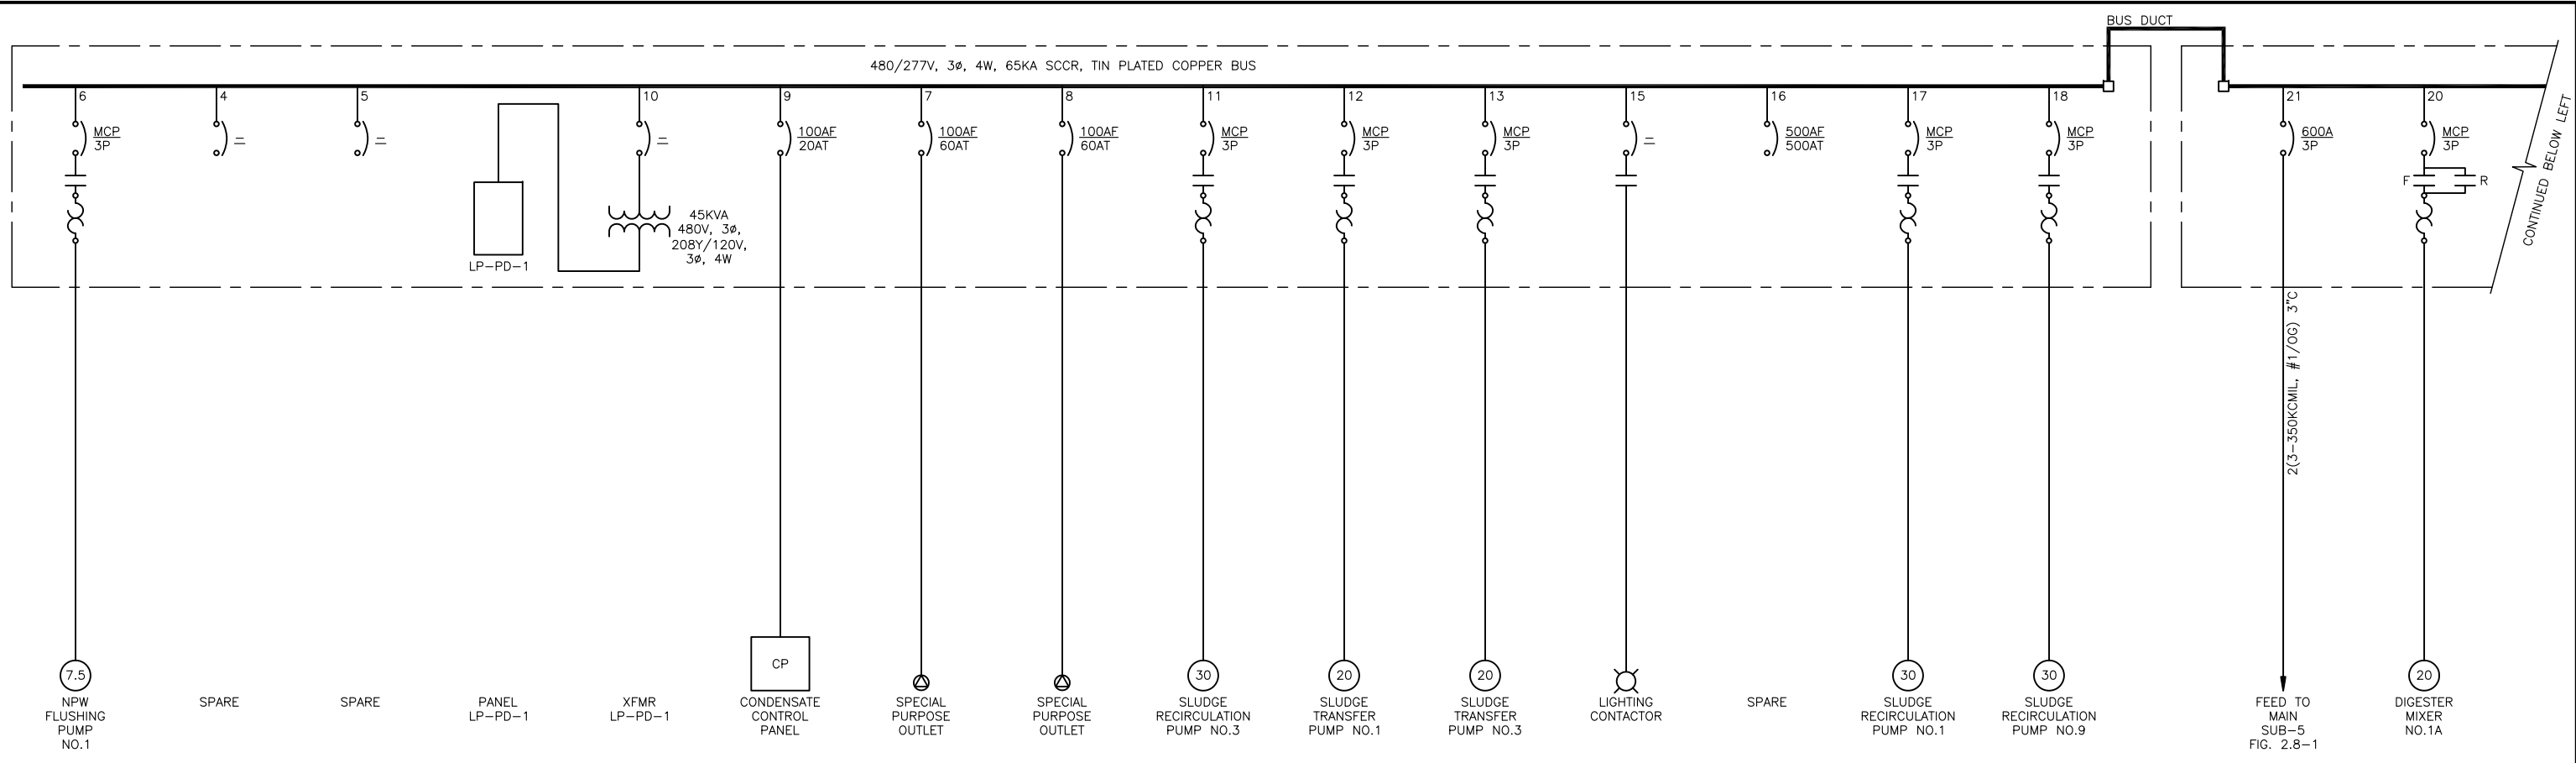 BUS DUCT
480/277V, 3ø, 4W, 65KA SCCR, TIN PLATED COPPER BUS
6
4
5
10
9
7
8
11
12
13
15
16
17
18
21
20
MCP
3P
–
–
–
100AF
20AT
100AF
60AT
100AF
60AT
MCP
3P
MCP
3P
MCP
3P
–
500AF
500AT
MCP
3P
MCP
3P
600A
3P
MCP
3P
F
R
CONTINUED BELOW LEFT
45KVA
480V, 3ø,
208Y/120V,
3ø, 4W
LP-PD-1
2(3-350KCMIL, #1/0G) 3"C
7.5
NPW
FLUSHING
PUMP
NO.1
SPARE
SPARE
PANEL
LP-PD-1
XFMR
LP-PD-1
CP
CONDENSATE
CONTROL
PANEL
SPECIAL
PURPOSE
OUTLET
SPECIAL
PURPOSE
OUTLET
30
SLUDGE
RECIRCULATION
PUMP NO.3
20
SLUDGE
TRANSFER
PUMP NO.1
20
SLUDGE
TRANSFER
PUMP NO.3
LIGHTING
CONTACTOR
SPARE
30
SLUDGE
RECIRCULATION
PUMP NO.1
30
SLUDGE
RECIRCULATION
PUMP NO.9
FEED TO
MAIN
SUB-5
FIG. 2.8-1
20
DIGESTER
MIXER
NO.1A